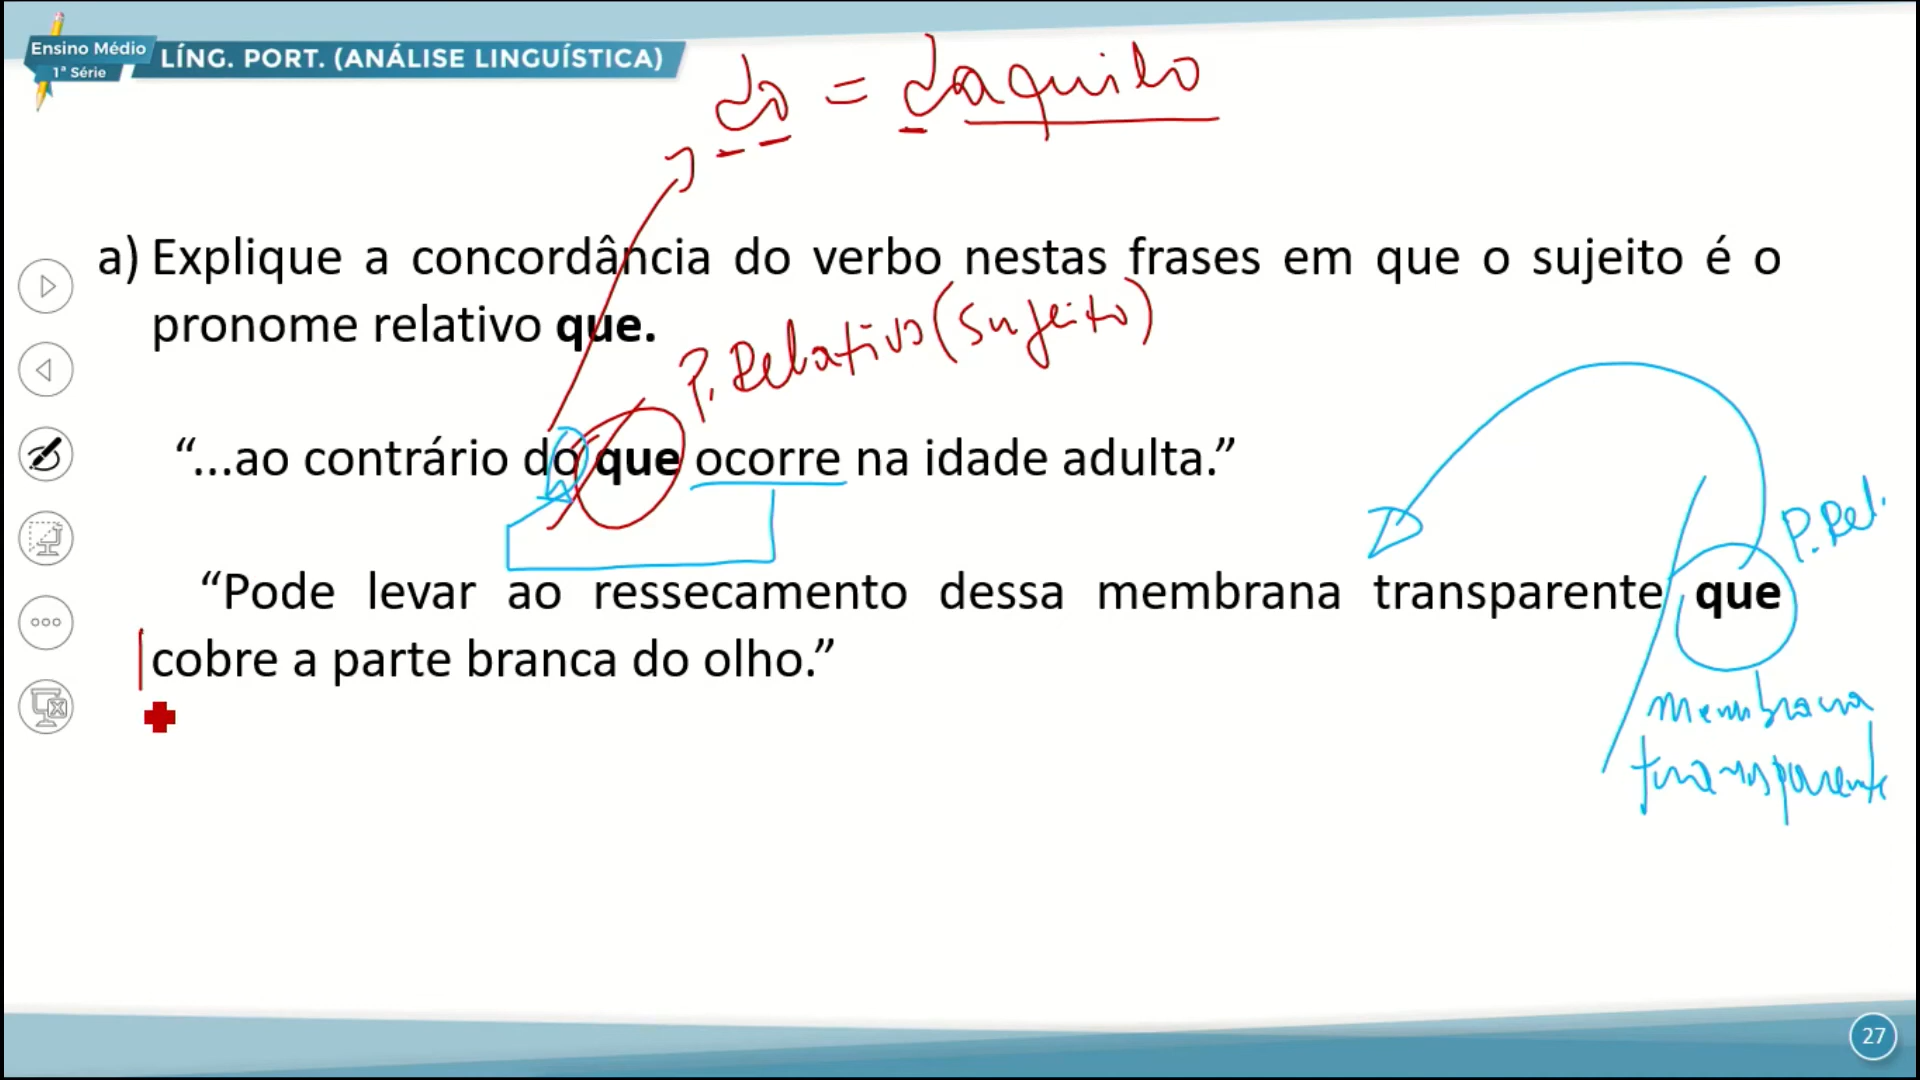 Ensino Médio
1ª Série
LÍNG. PORT. (ANÁLISE LINGUÍSTICA)
do = daquilo
a) Explique a concordância do verbo nestas frases em que o sujeito é o
pronome relativo que.
P. Relativo (Sujeito)
“...ao contrário do que ocorre na idade adulta.”
P. Rel.
“Pode levar ao ressecamento dessa membrana transparente que
cobre a parte branca do olho.”
membrana
transparente
27